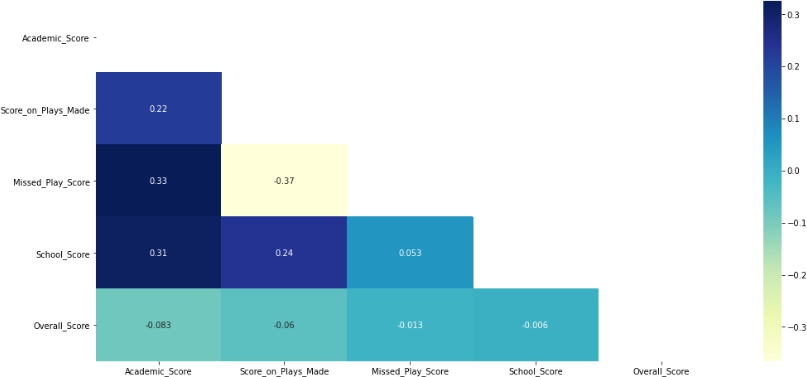 Academic_Score
Score_on_Plays_Made 0.22
Missed_Play_Score 0.33 -0.37
School_Score 0.31 0.24 0.053
Overall_Score -0.083 -0.06 -0.013 -0.006
Academic_Score Score_on_Plays_Made Missed_Play_Score School_Score Overall_Score
0.3
0.2
0.1
0.0
-0.1
-0.2
-0.3